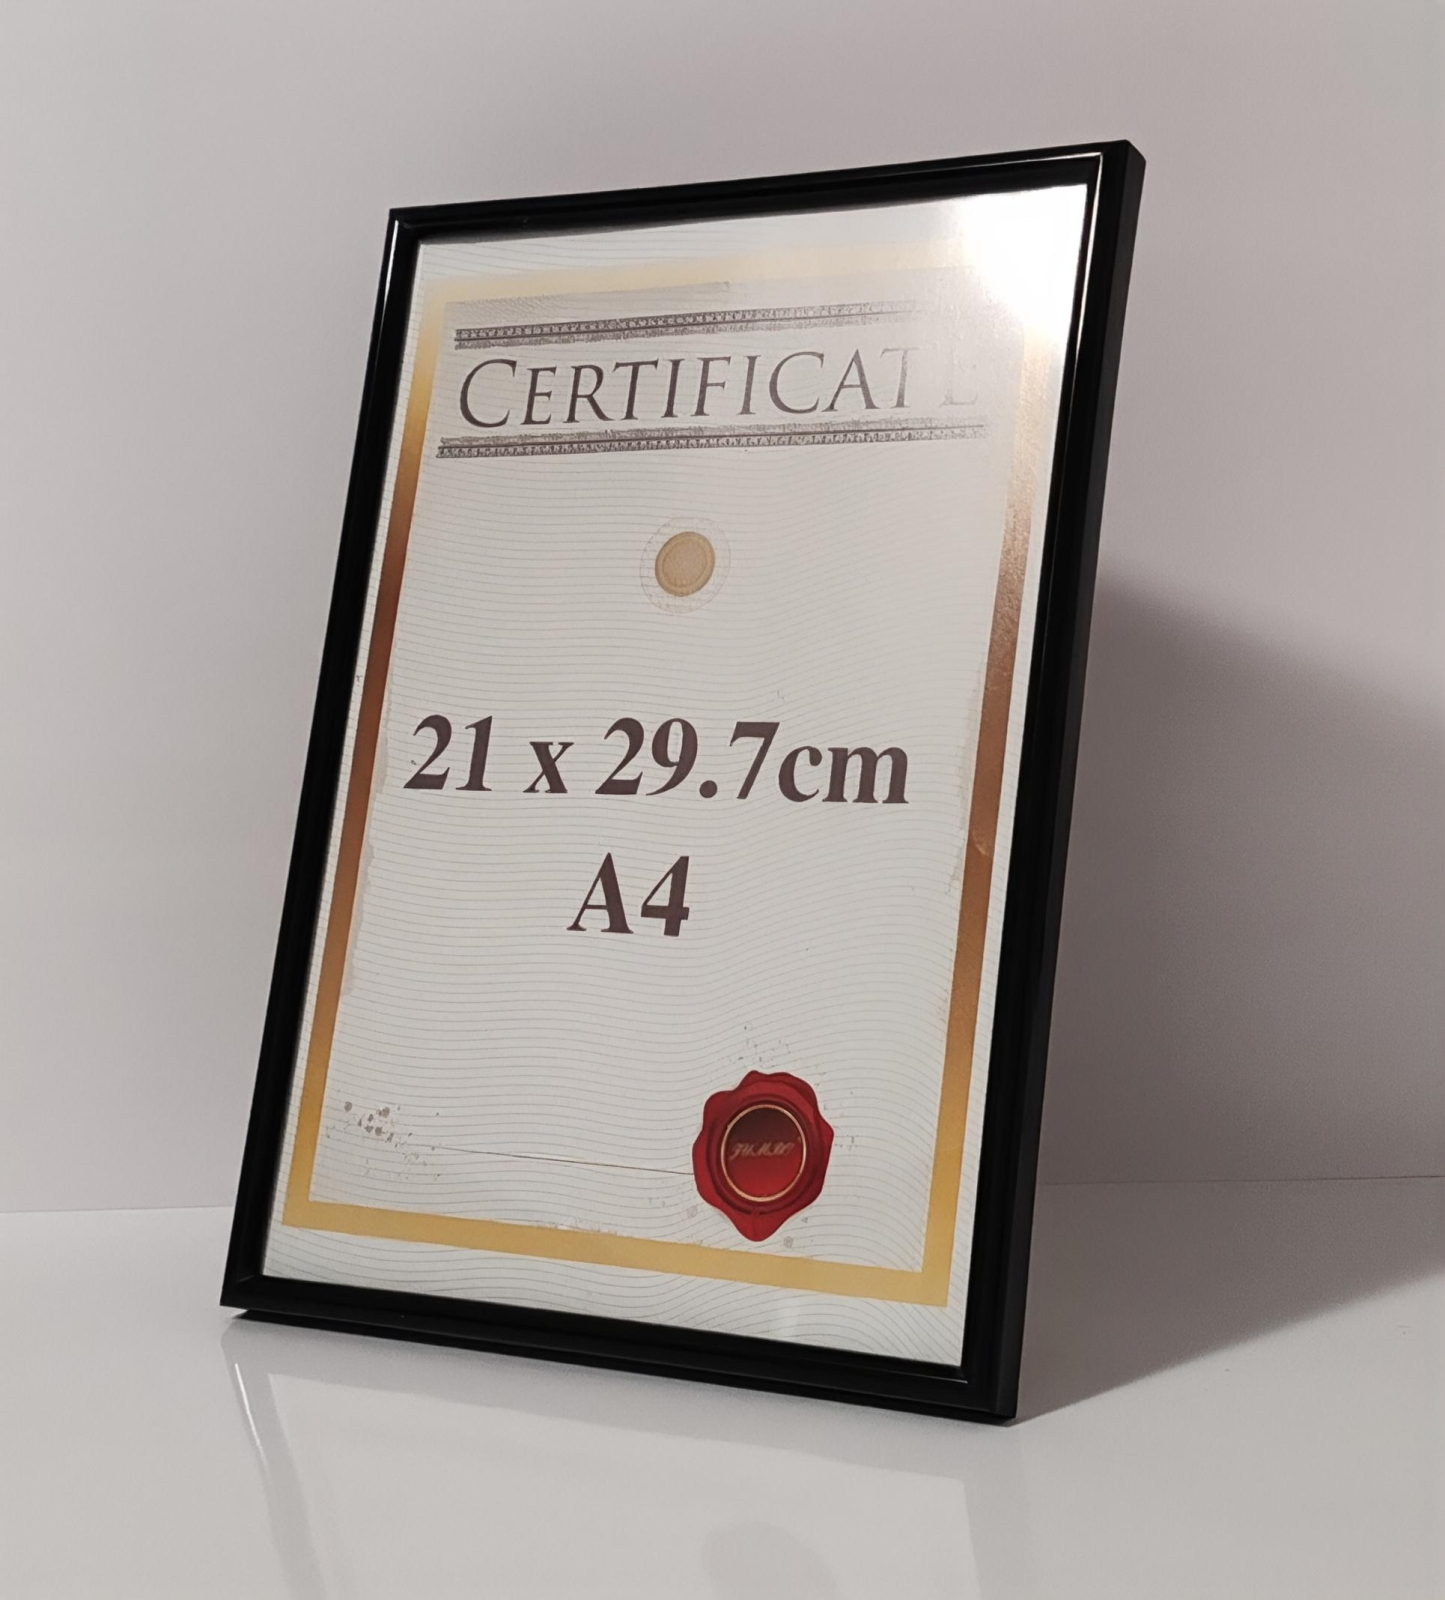 CERTIFICATE
21 x 29.7cm
A4